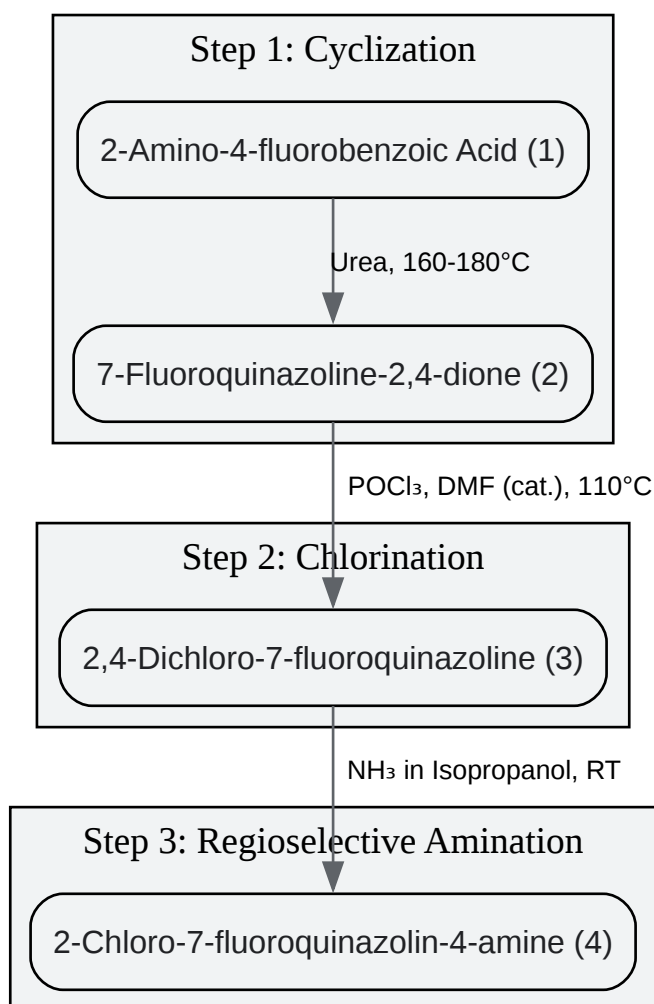 Step 1: Cyclization
2-Amino-4-fluorobenzoic Acid (1)
Urea, 160-180°C
7-Fluoroquinazoline-2,4-dione (2)
POCl₃, DMF (cat.), 110°C
Step 2: Chlorination
2,4-Dichloro-7-fluoroquinazoline (3)
NH₃ in Isopropanol, RT
Step 3: Regioselective Amination
2-Chloro-7-fluoroquinazolin-4-amine (4)